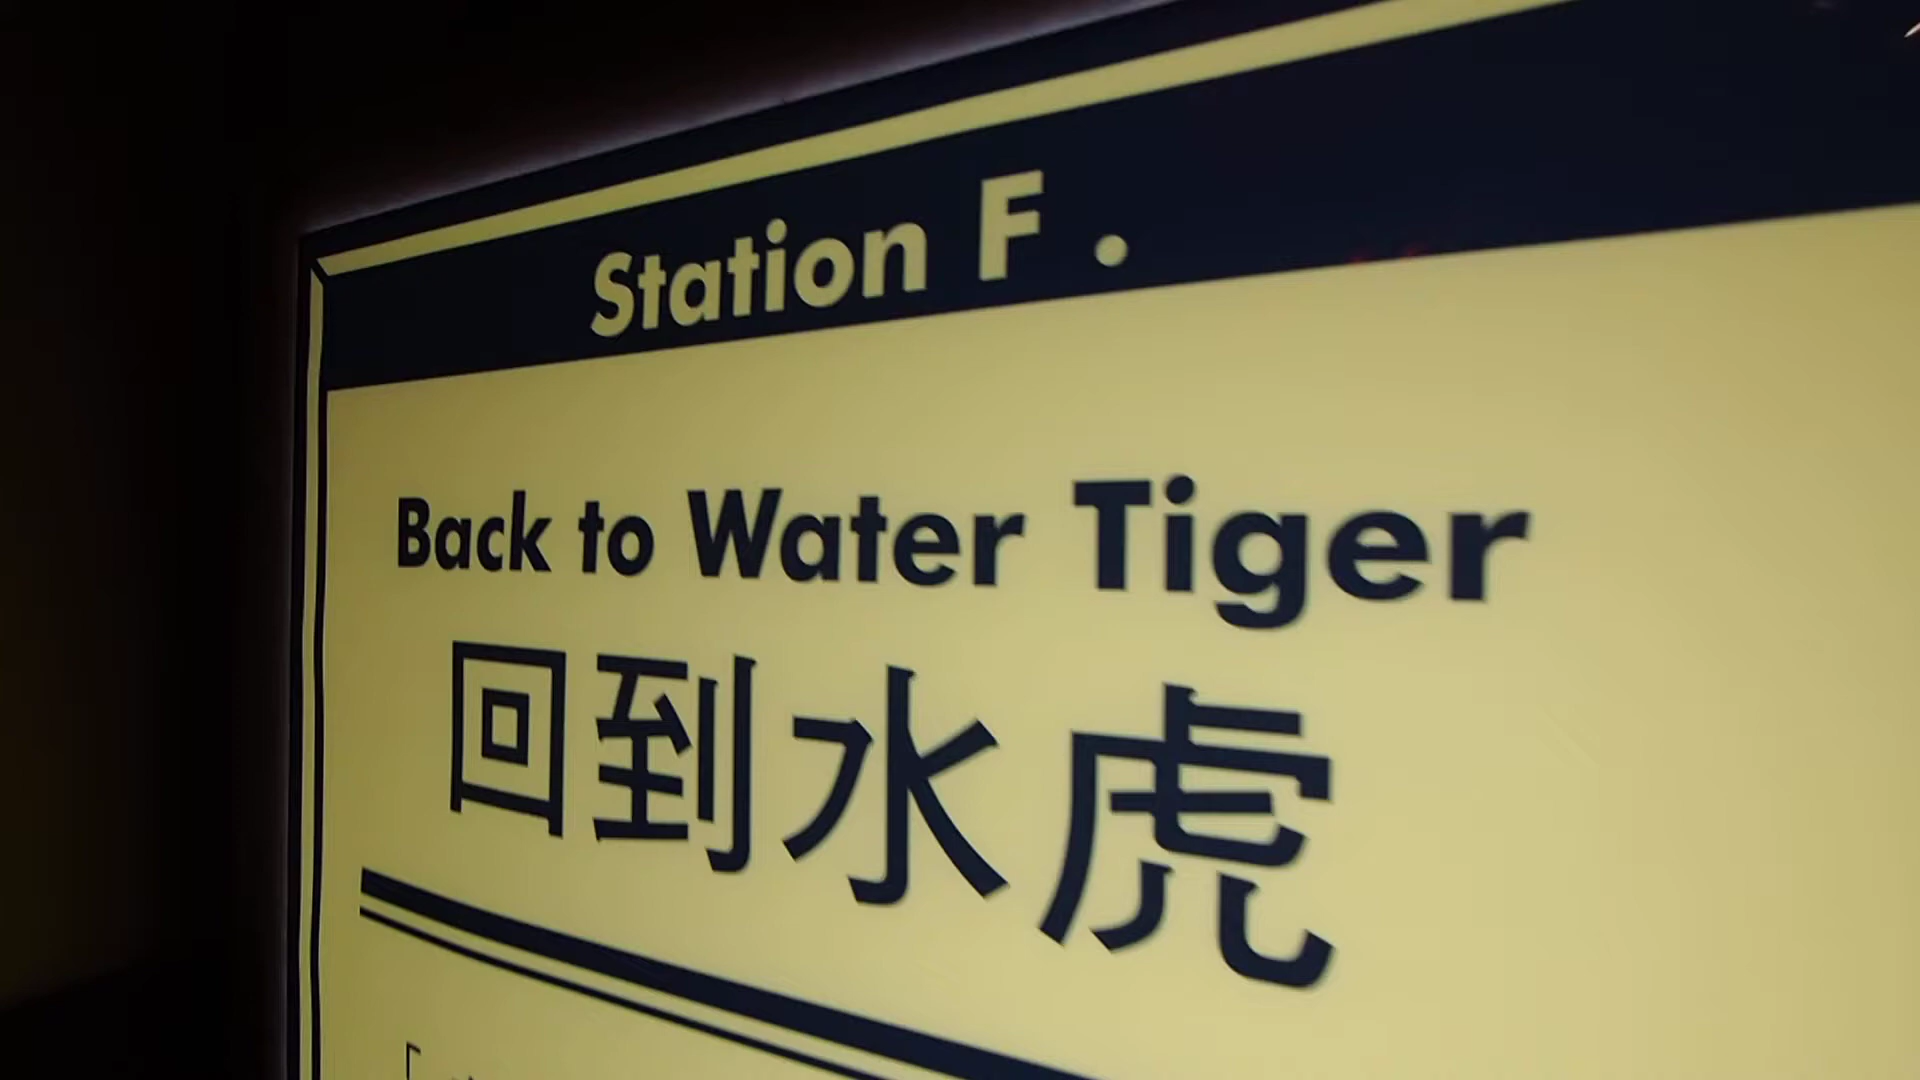 Station F .
Back to Water Tiger
回到水虎
「